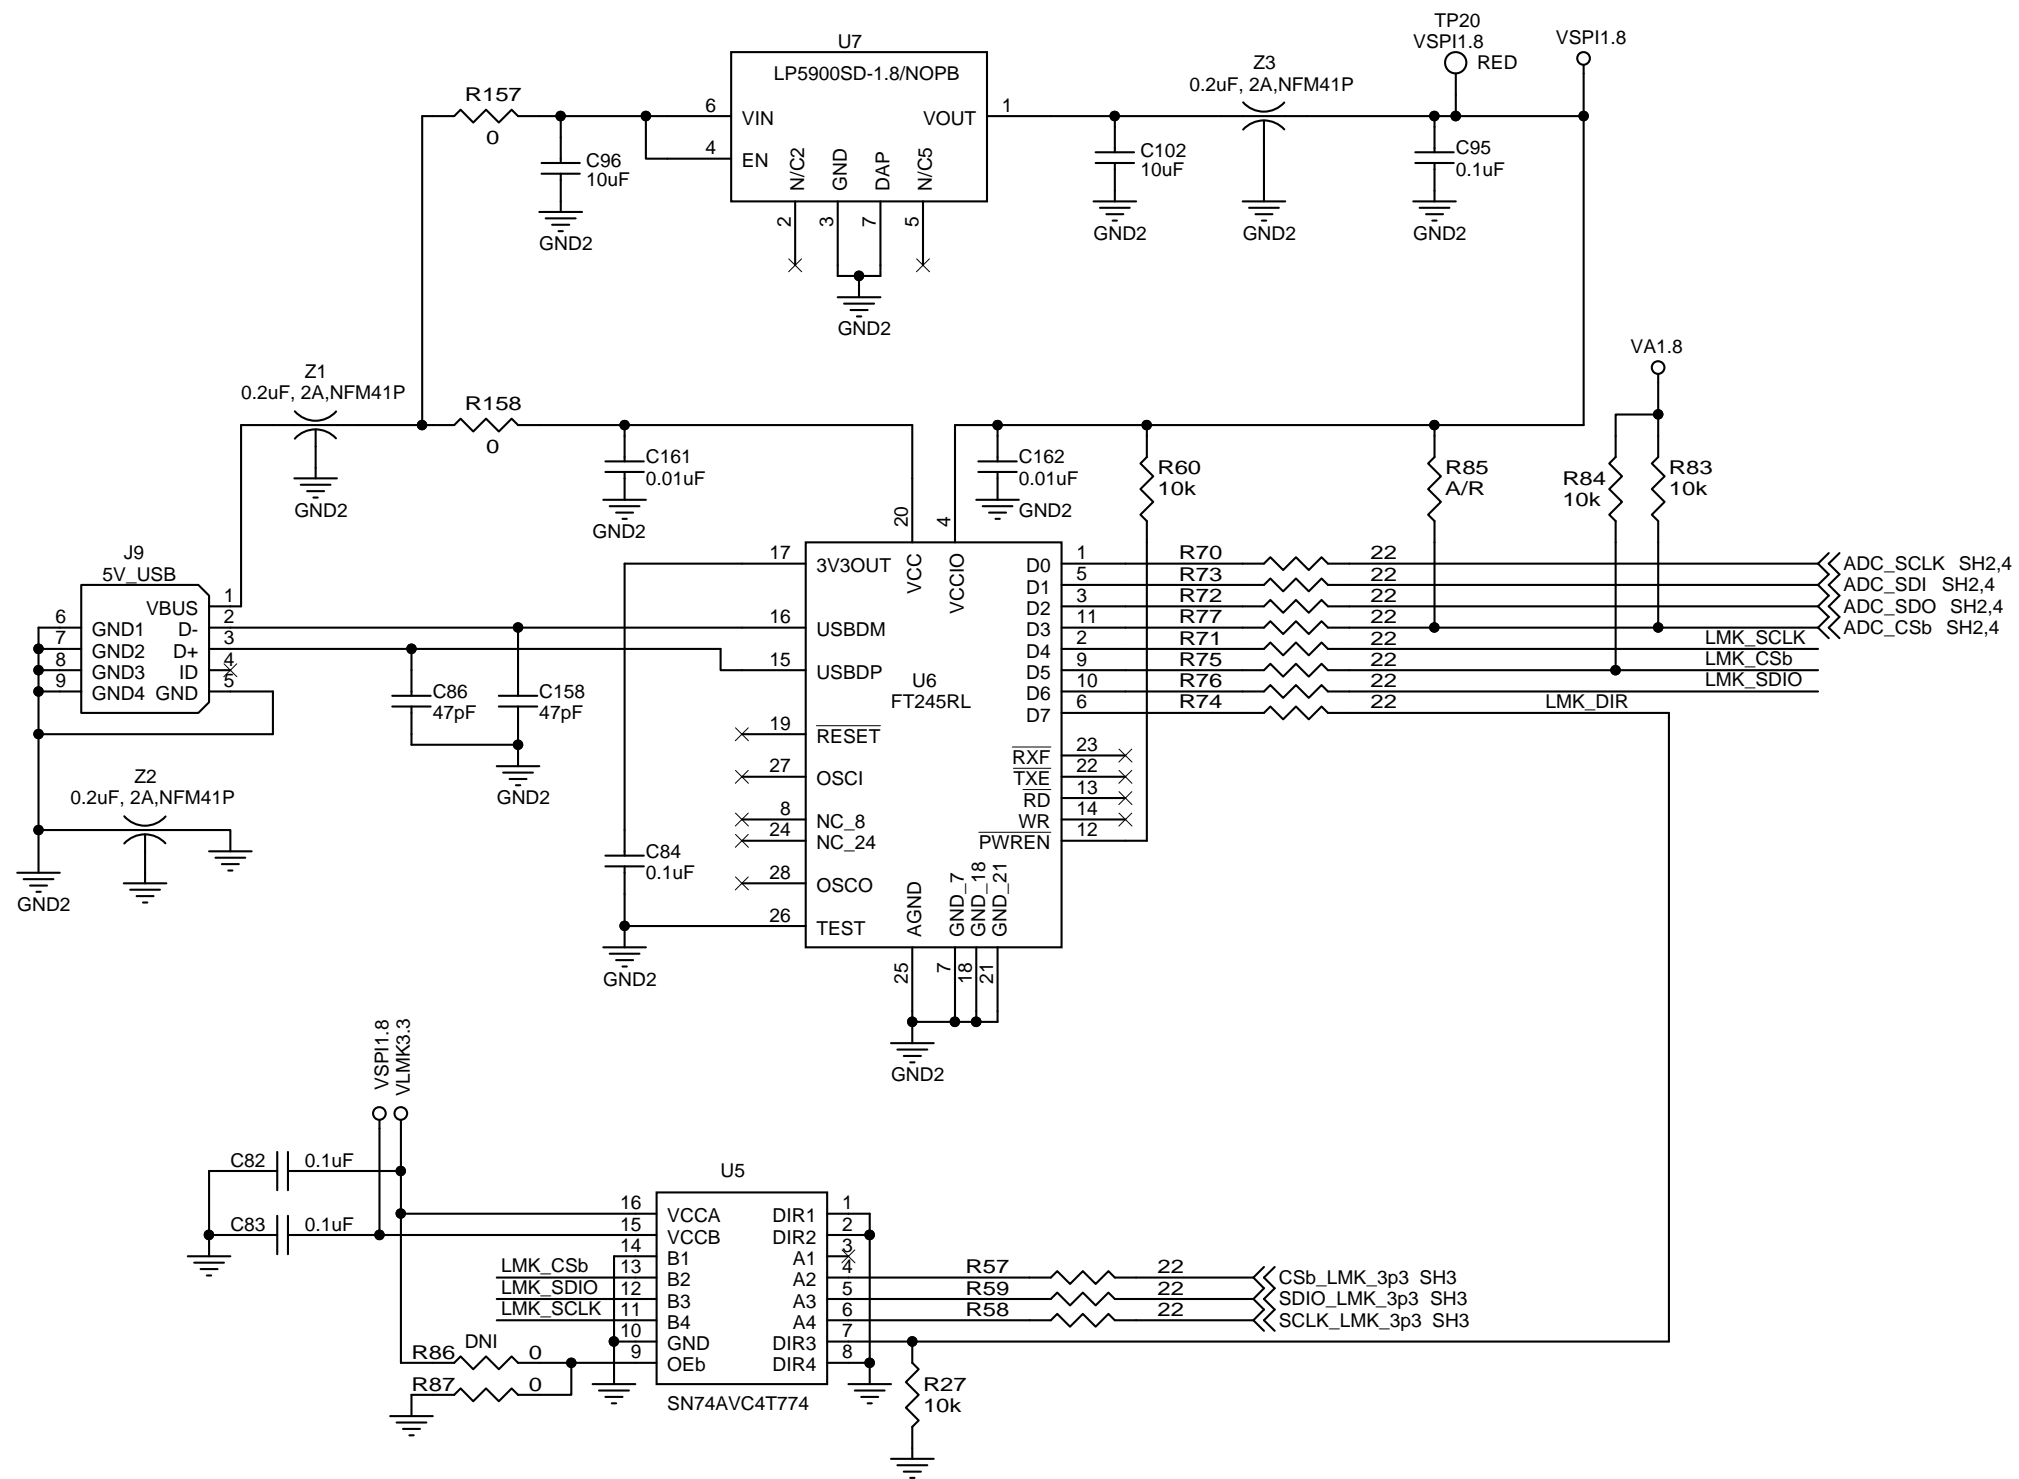 U7
LP5900SD-1.8/NOPB
6
VIN
4
EN
VOUT
1
N/C2
GND
DAP
N/C5
2
3
7
5
GND2
R157
0
C96
10uF
GND2
C102
10uF
GND2
Z3
0.2uF, 2A,NFM41P
GND2
TP20
VSPI1.8
RED
VSPI1.8
C95
0.1uF
GND2
Z1
0.2uF, 2A,NFM41P
GND2
R158
0
C161
0.01uF
GND2
C162
0.01uF
GND2
R60
10k
R85
A/R
VA1.8
R84
10k
R83
10k
J9
5V_USB
VBUS
D-
D+
ID
GND
1
2
3
4
5
6
7
8
9
GND1
GND2
GND3
GND4
C86
47pF
C158
47pF
GND2
Z2
0.2uF, 2A,NFM41P
GND2
C84
0.1uF
GND2
U6
FT245RL
20
VCC
4
VCCIO
17
3V3OUT
16
USBDM
15
USBDP
19
RESET
27
OSCI
8
NC_8
24
NC_24
28
OSCO
26
TEST
AGND
GND_7
GND_18
GND_21
25
7
18
21
GND2
D0 1 R70 22 ADC_SCLK SH2,4
D1 5 R73 22 ADC_SDI SH2,4
D2 3 R72 22 ADC_SDO SH2,4
D3 11 R77 22 ADC_CSb SH2,4
D4 2 R71 22 LMK_SCLK
D5 9 R75 22 LMK_CSb
D6 10 R76 22 LMK_SDIO
D7 6 R74 22 LMK_DIR
RXF 23
TXE 22
RD 13
WR 14
PWREN 12
VSPI1.8
VLMK3.3
C82 0.1uF
C83 0.1uF
U5
16 VCCA
15 VCCB
14 B1
LMK_CSb 13 B2
LMK_SDIO 12 B3
LMK_SCLK 11 B4
10 GND
9 OEb
DNI
R86 0
R87 0
DIR1 1
DIR2 2
A1 3
A2 4 R57 22 CSb_LMK_3p3 SH3
A3 5 R59 22 SDIO_LMK_3p3 SH3
A4 6 R58 22 SCLK_LMK_3p3 SH3
DIR3 7
DIR4 8
SN74AVC4T774
R27
10k